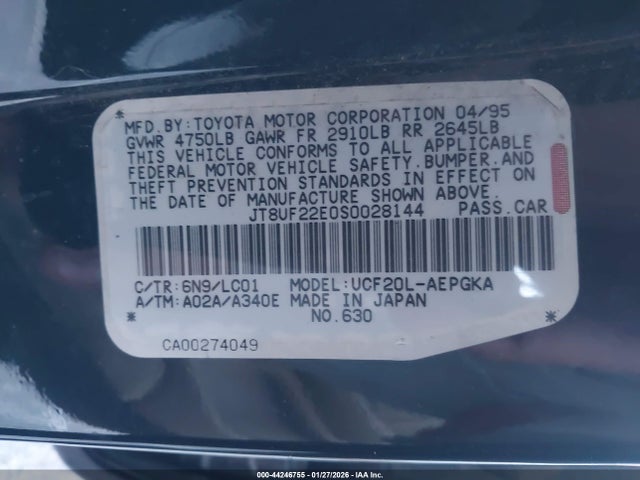 MFD.BY:TOYOTA MOTOR CORPORATION 04/95
GVWR 4750LB GAWR FR 2910LB RR 2645LB
THIS VEHICLE CONFORMS TO ALL APPLICABLE
FEDERAL MOTOR VEHICLE SAFETY.BUMPER.AND
THEFT PREVENTION STANDARDS IN EFFECT ON
THE DATE OF MANUFACTURE SHOWN ABOVE.
JT8UF22E0S0028144 PASS.CAR
C/TR:6N9/LC01 MODEL:UCF20L-AEPGKA
A/TM:A02A/A340E MADE IN JAPAN
* NO.630 *
CA00274049
000-44246755 - 01/27/2026 - IAA Inc.